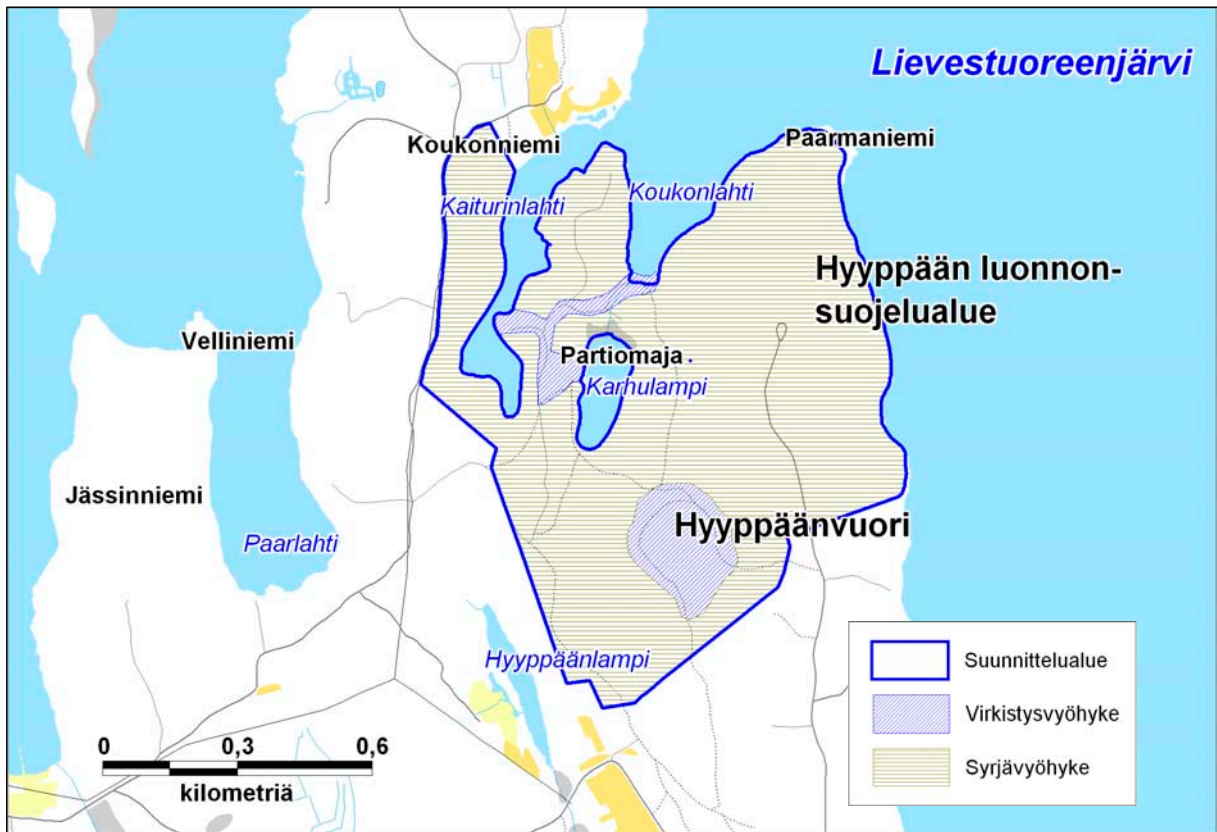 Lievestuoreenjärvi
Koukonniemi
Paarmaniemi
Kaiturinlahti
Koukonlahti
Hyyppään luonnon-
suojelualue
Velliniemi
Partiomaja
Karhulampi
Jässinniemi
Hyyppäänvuori
Paarlahti
Hyyppäänlampi
Suunnittelualue
Virkistysvyöhyke
Syrjävyöhyke
0 0,3 0,6
kilometriä